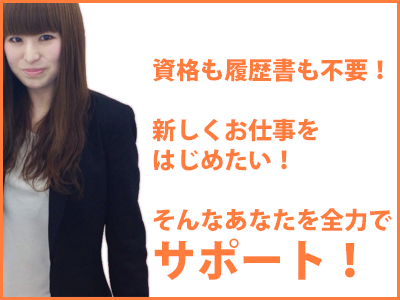 資格も履歴書も不要！
新しくお仕事を
はじめたい！
そんなあなたを全力で
サポート！